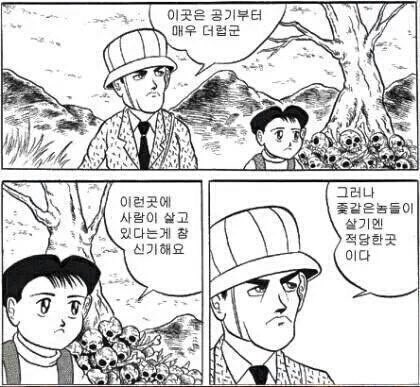 이곳은 공기부터
매우 더럽군
이런곳에
사람이 살고
있다는게 참
신기해요
그러나
좆같은놈들이
살기엔
적당한곳
이다